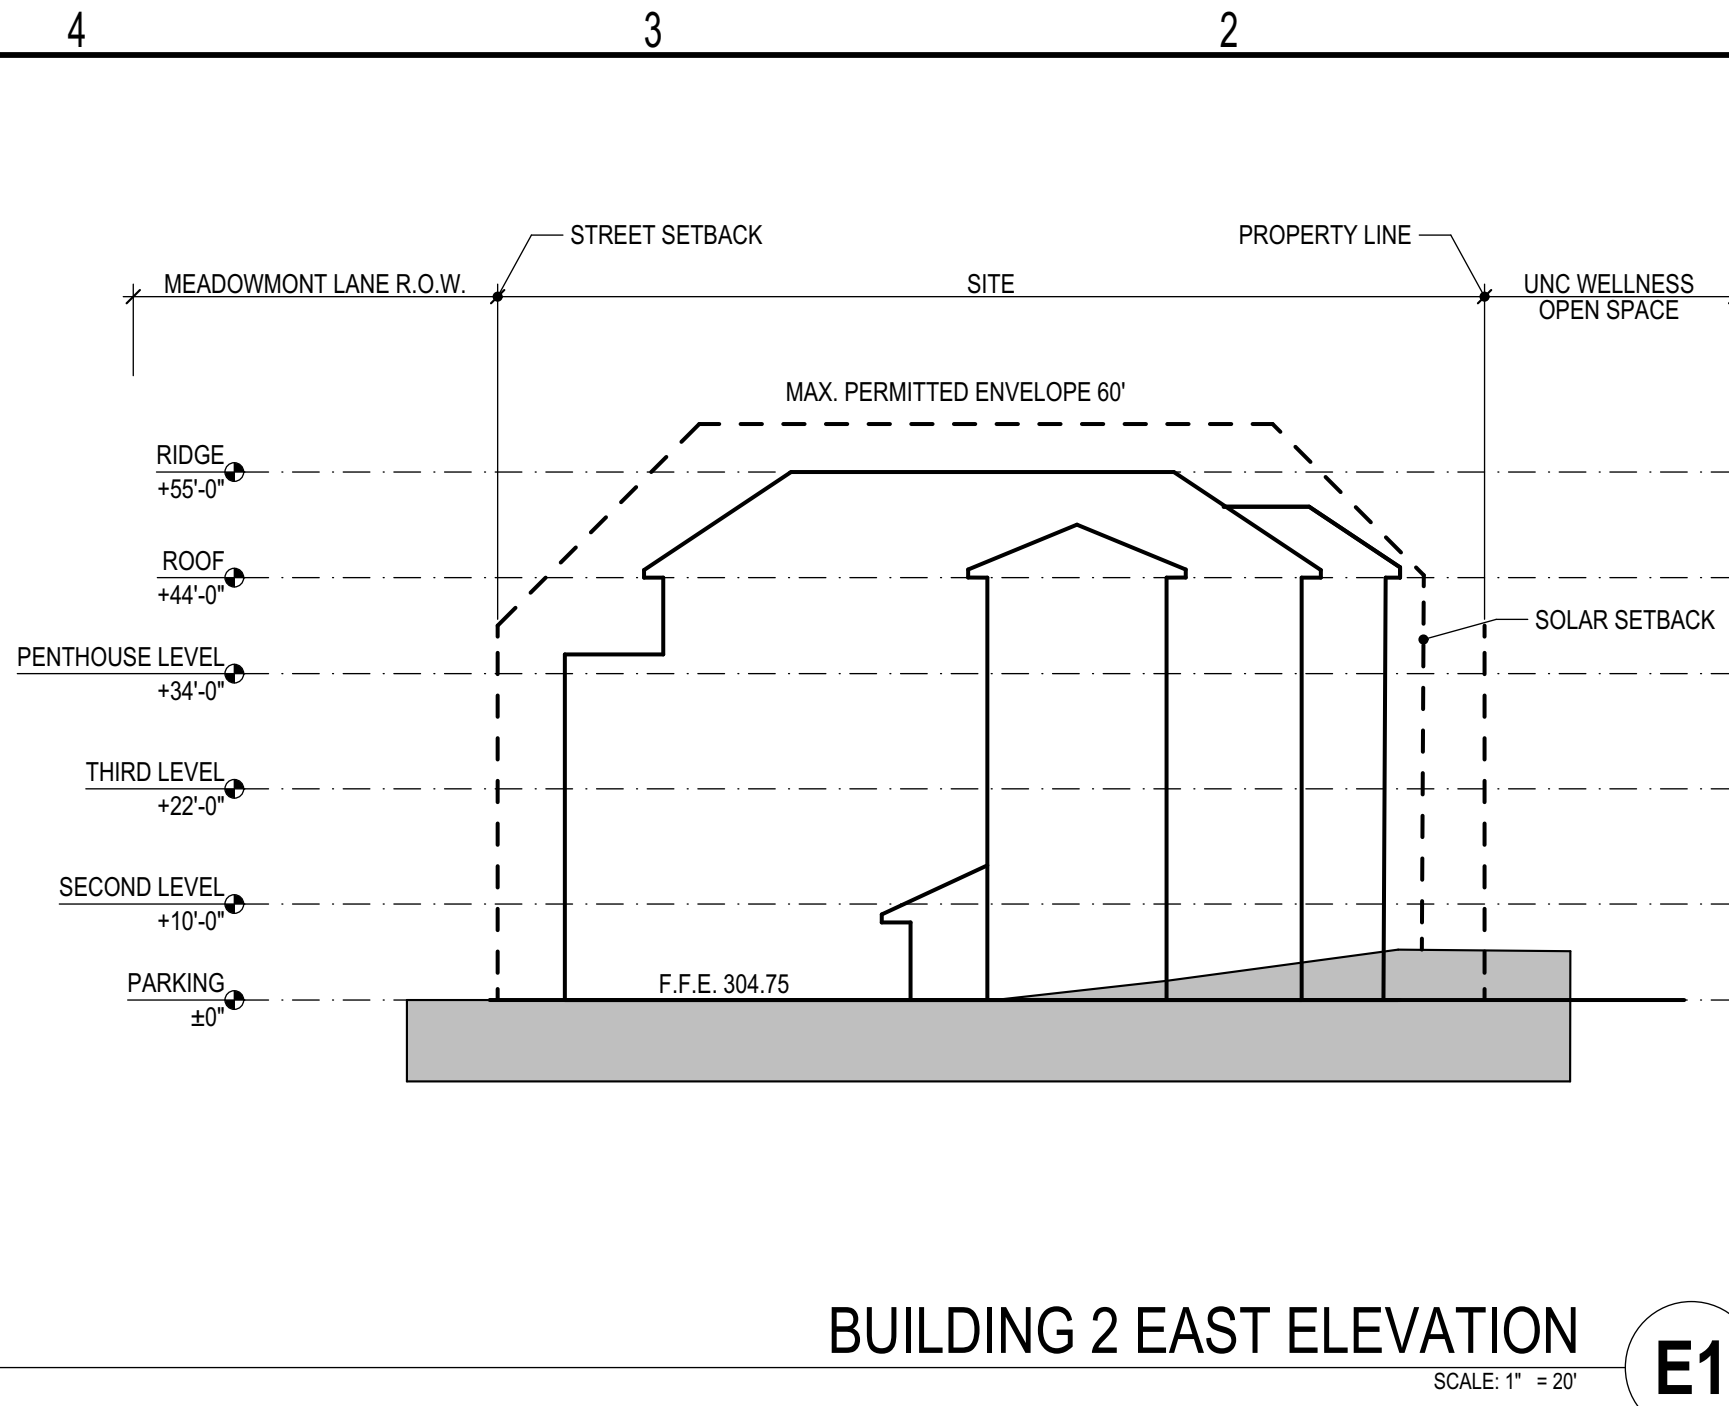 4 3 2
STREET SETBACK PROPERTY LINE
MEADOWMONT LANE R.O.W. SITE UNC WELLNESS
OPEN SPACE
MAX. PERMITTED ENVELOPE 60'
RIDGE
+55'-0"
ROOF
+44'-0"
SOLAR SETBACK
PENTHOUSE LEVEL
+34'-0"
THIRD LEVEL
+22'-0"
SECOND LEVEL
+10'-0"
PARKING
±0"
F.F.E. 304.75
BUILDING 2 EAST ELEVATION
E1
SCALE: 1" = 20'